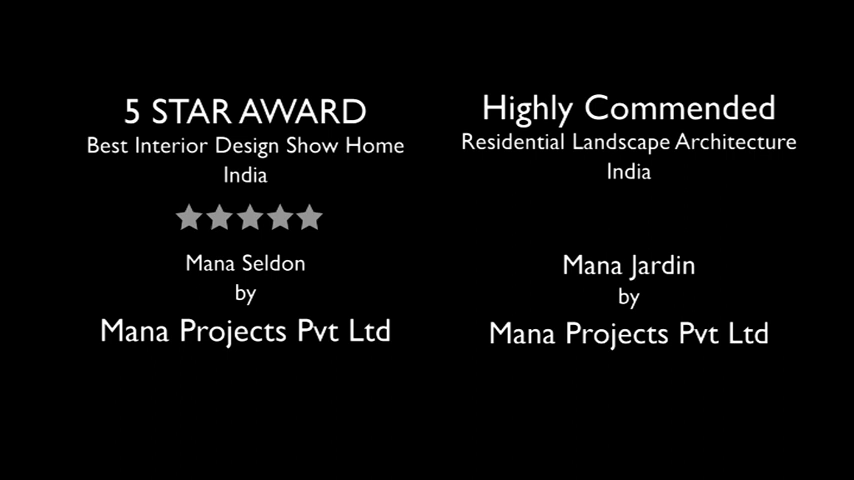 5 STAR AWARD
Best Interior Design Show Home
India
Mana Seldon
by
Mana Projects Pvt Ltd
Highly Commended
Residential Landscape Architecture
India
Mana Jardin
by
Mana Projects Pvt Ltd